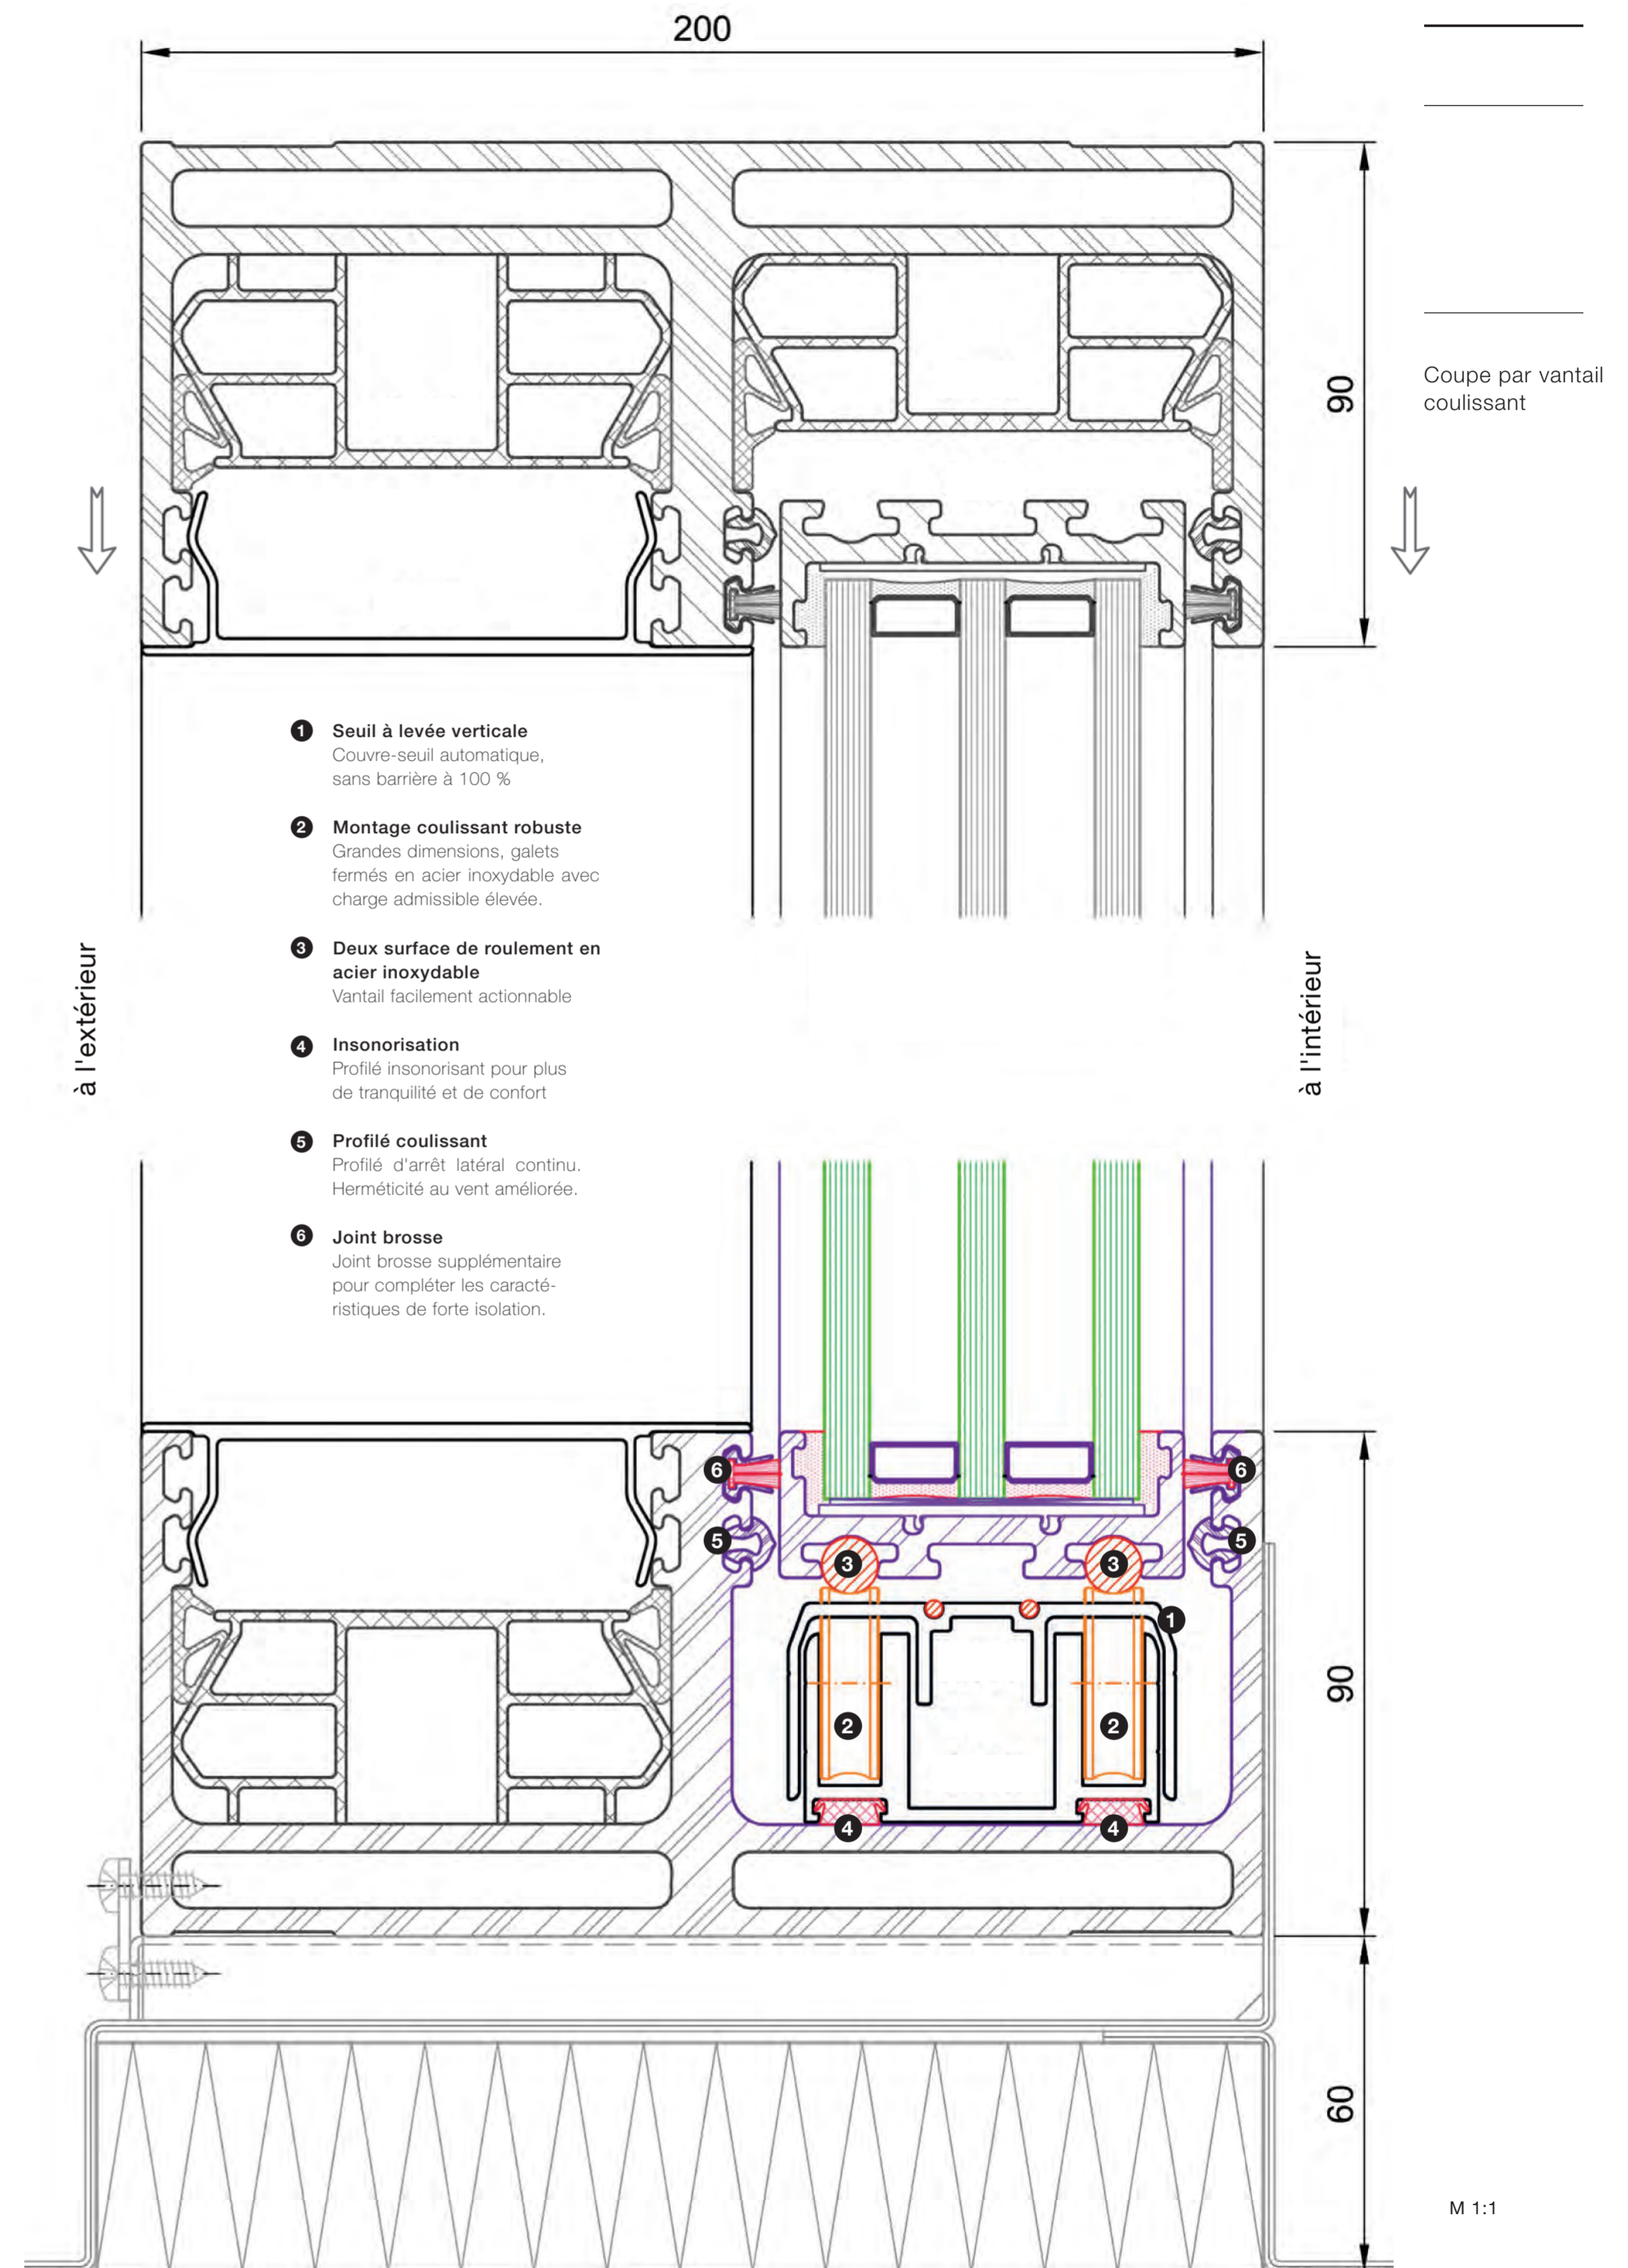 200
90
Coupe par vantail
coulissant
1 Seuil à levée verticale
Couvre-seuil automatique,
sans barrière à 100 %
2 Montage coulissant robuste
Grandes dimensions, galets
fermés en acier inoxydable avec
charge admissible élevée.
3 Deux surface de roulement en
acier inoxydable
Vantail facilement actionnable
4 Insonorisation
Profilé insonorisant pour plus
de tranquilité et de confort
5 Profilé coulissant
Profilé d'arrêt latéral continu.
Herméticité au vent améliorée.
6 Joint brosse
Joint brosse supplémentaire
pour compléter les caracté-
ristiques de forte isolation.
à l'extérieur
à l'intérieur
6
6
5
5
3
3
1
2
2
4
4
90
60
M 1:1